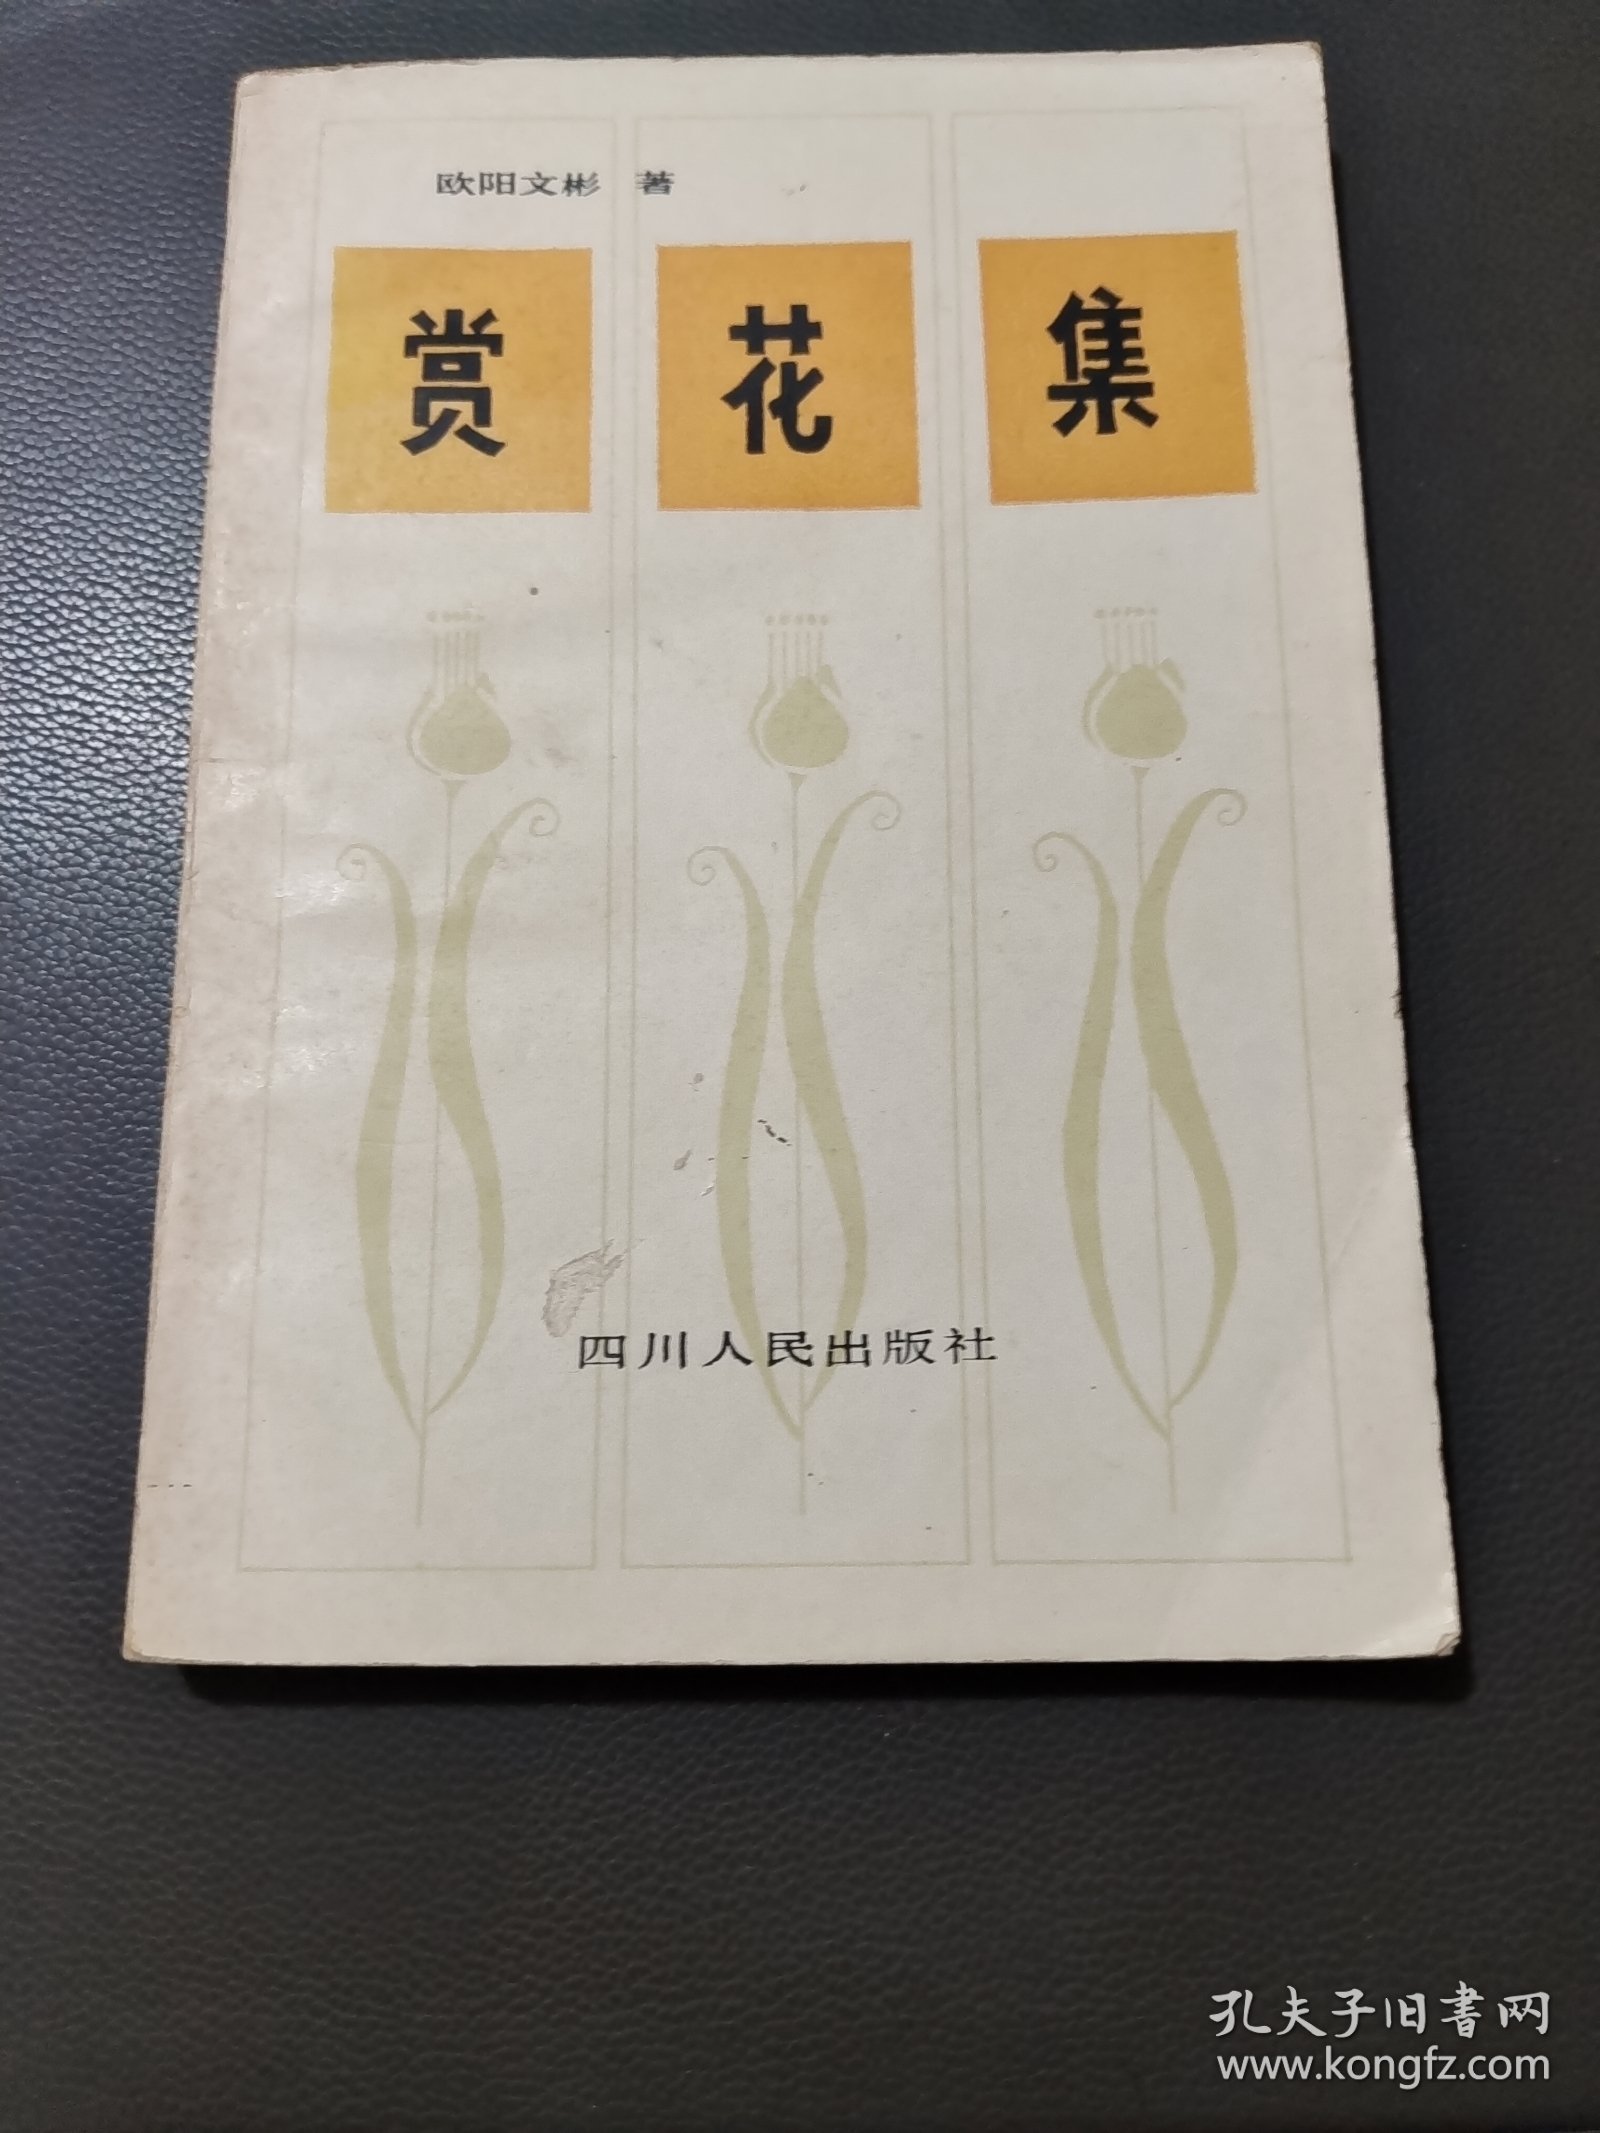 欧阳文彬 著
赏花集
四川人民出版社
孔夫子旧书网
www.kongfz.com